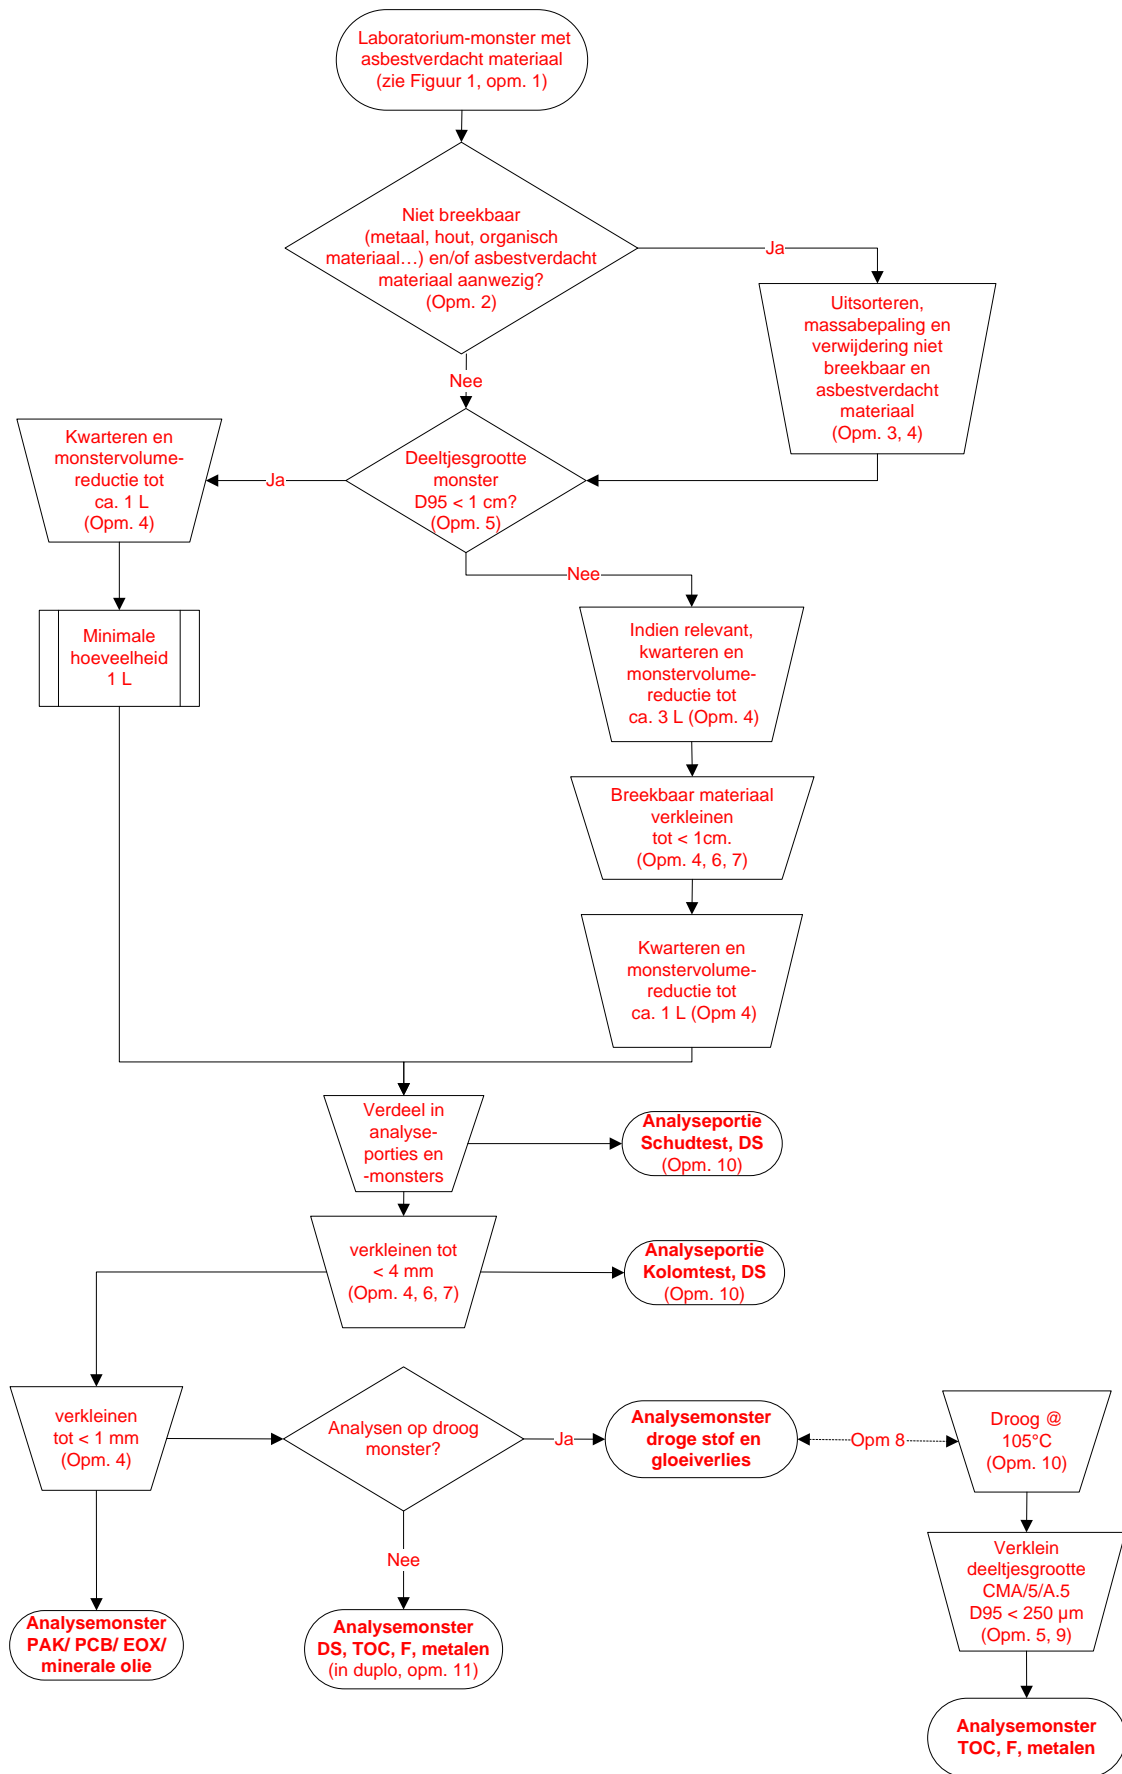 Laboratorium-monster met
asbestverdacht materiaal
(zie Figuur 1, opm. 1)
Niet breekbaar
(metaal, hout, organisch
materiaal…) en/of asbestverdacht
materiaal aanwezig?
(Opm. 2)
Ja
Uitsorteren,
massabepaling en
verwijdering niet
breekbaar en
asbestverdacht
materiaal
(Opm. 3, 4)
Nee
Deeltjesgrootte
monster
D95 < 1 cm?
(Opm. 5)
Ja
Kwarteren en
monstervolume-
reductie tot
ca. 1 L
(Opm. 4)
Minimale
hoeveelheid
1 L
Nee
Indien relevant,
kwarteren en
monstervolume-
reductie tot
ca. 3 L (Opm. 4)
Breekbaar materiaal
verkleinen
tot < 1cm.
(Opm. 4, 6, 7)
Kwarteren en
monstervolume-
reductie tot
ca. 1 L (Opm 4)
Verdeel in
analyse-
porties en
-monsters
Analyseportie
Schudtest, DS
(Opm. 10)
verkleinen tot
< 4 mm
(Opm. 4, 6, 7)
Analyseportie
Kolomtest, DS
(Opm. 10)
verkleinen
tot < 1 mm
(Opm. 4)
Analysen op droog
monster?
Ja
Analysemonster
droge stof en
gloeiverlies
Opm 8
Droog @
105°C
(Opm. 10)
Nee
Verklein
deeltjesgrootte
CMA/5/A.5
D95 < 250 µm
(Opm. 5, 9)
Analysemonster
PAK/ PCB/ EOX/
minerale olie
Analysemonster
DS, TOC, F, metalen
(in duplo, opm. 11)
Analysemonster
TOC, F, metalen